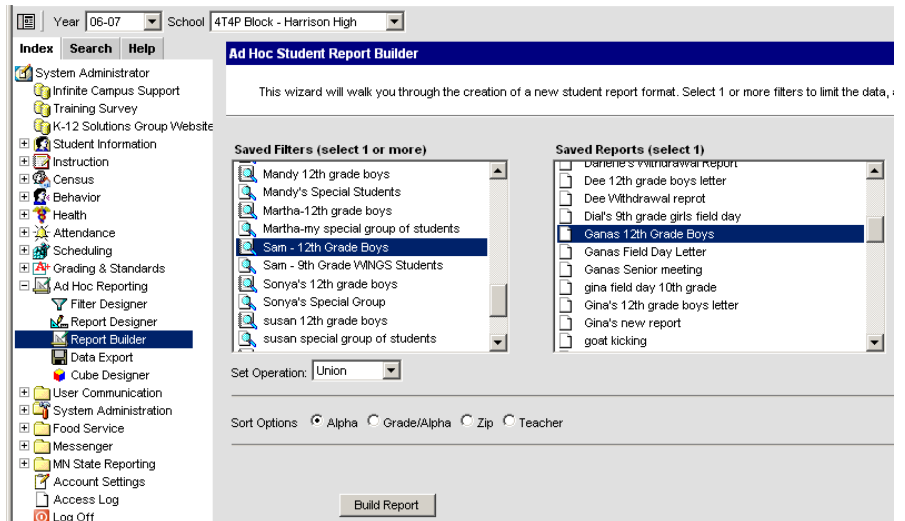 Year 06-07 School 4T4P Block - Harrison High
Index Search Help
System Administrator
Infinite Campus Support
Training Survey
K-12 Solutions Group Website
Student Information
Instruction
Census
Behavior
Health
Attendance
Scheduling
Grading & Standards
Ad Hoc Reporting
Filter Designer
Report Designer
Report Builder
Data Export
Cube Designer
User Communication
System Administration
Food Service
Messenger
MN State Reporting
Account Settings
Access Log
Log Off
Ad Hoc Student Report Builder
This wizard will walk you through the creation of a new student report format. Select 1 or more filters to limit the data,
Saved Filters (select 1 or more)
Mandy 12th grade boys
Mandy's Special Students
Martha-12th grade boys
Martha-my special group of students
Sam - 12th Grade Boys
Sam - 9th Grade WINGS Students
Sonya's 12th grade boys
Sonya's Special Group
susan 12th grade boys
susan special group of students
Saved Reports (select 1)
Darlene's Withdrawal Report
Dee 12th grade boys letter
Dee Withdrawal reprot
Dial's 9th grade girls field day
Ganas 12th Grade Boys
Ganas Field Day Letter
Ganas Senior meeting
gina field day 10th grade
Gina's 12th grade boys letter
Gina's new report
goat kicking
Set Operation: Union
Sort Options Alpha Grade/Alpha Zip Teacher
Build Report